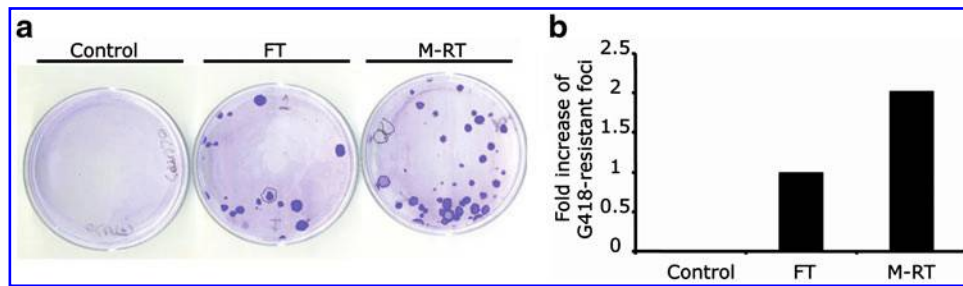 a
Control FT M-RT
b
Fold increase of
G418-resistant foci
2.5
2
1.5
1
0.5
0
Control FT M-RT